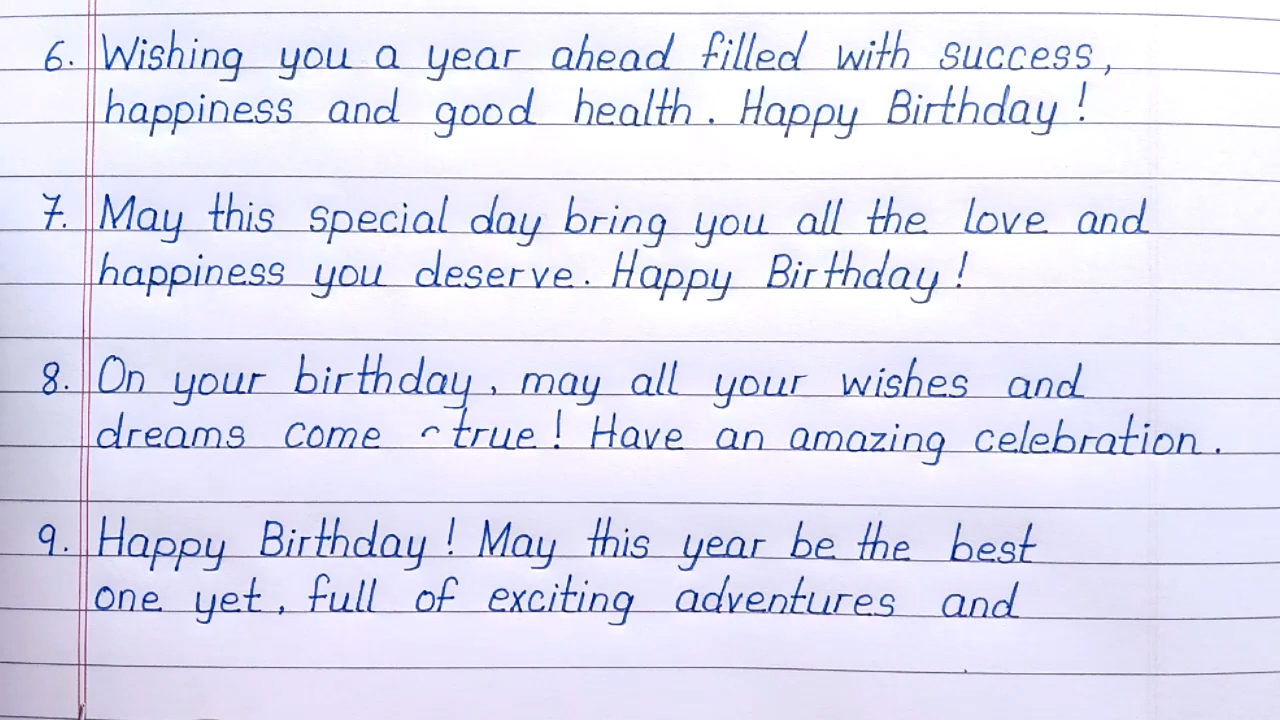 6. Wishing you a year ahead filled with success,
happiness and good health. Happy Birthday!
7. May this special day bring you all the love and
happiness you deserve. Happy Birthday!
8. On your birthday, may all your wishes and
dreams come true! Have an amazing celebration.
9. Happy Birthday! May this year be the best
one yet, full of exciting adventures and